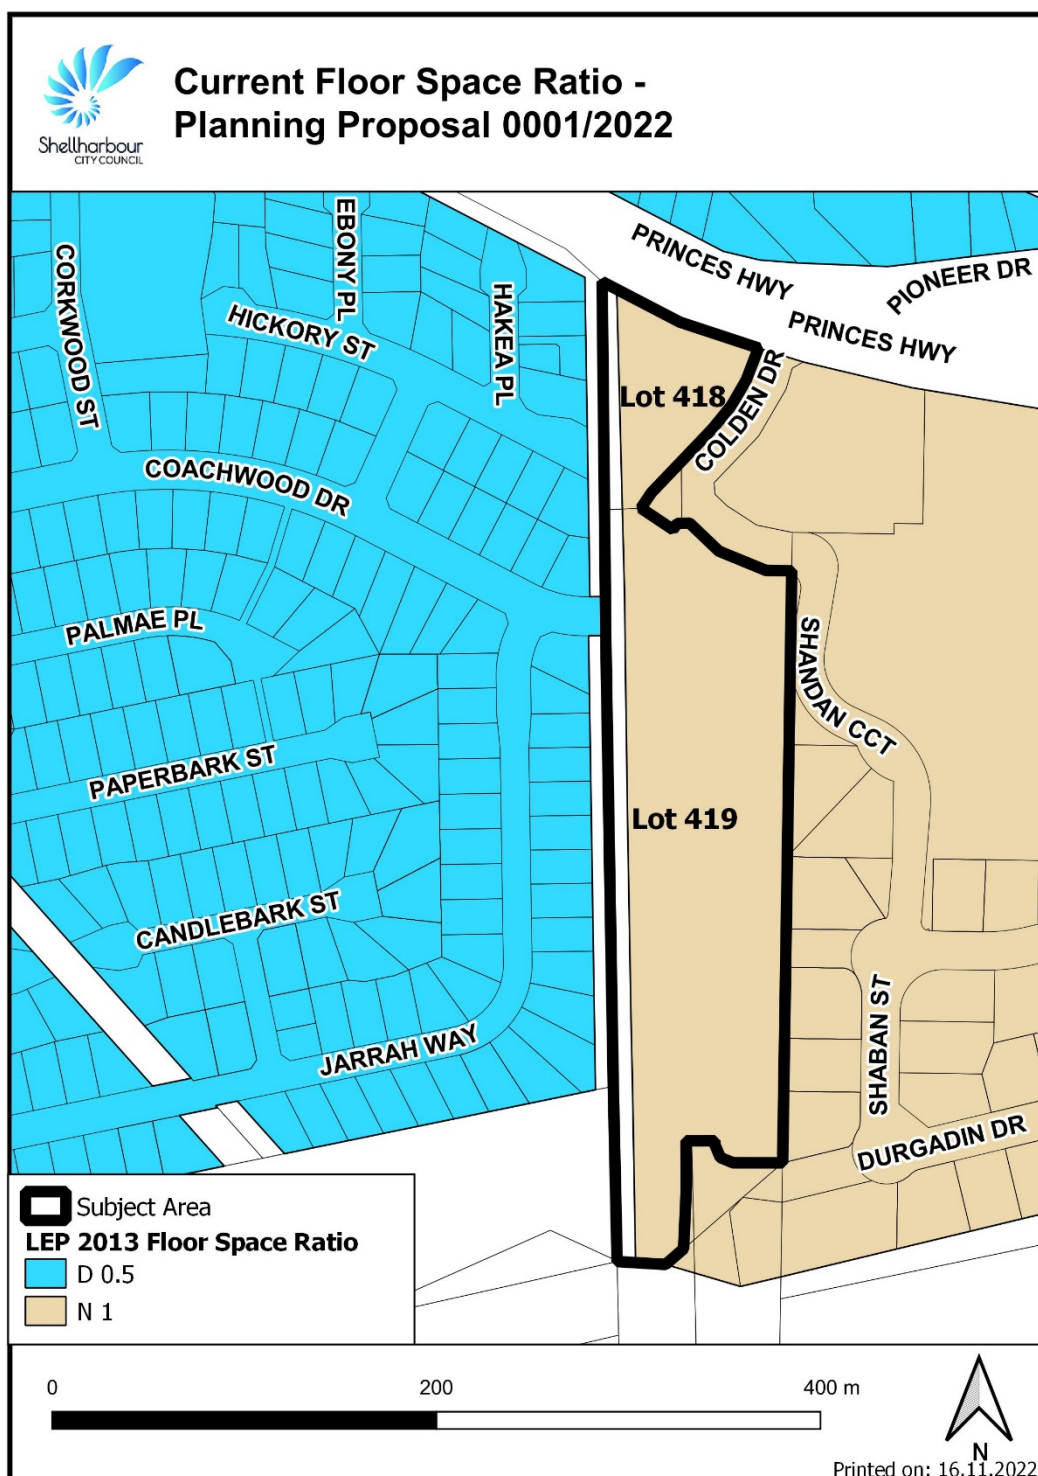 Shellharbour
CITY COUNCIL
Current Floor Space Ratio -
Planning Proposal 0001/2022
CORKWOOD ST
EBONY PL
HICKORY ST
HAKEA PL
PRINCES HWY
PIONEER DR
PRINCES HWY
Lot 418
COLDEN DR
COACHWOOD DR
PALMAE PL
SHANDAN CCT
PAPERBARK ST
Lot 419
CANDLEBARK ST
JARRAH WAY
SHABAN ST
DURGADIN DR
Subject Area
LEP 2013 Floor Space Ratio
D 0.5
N 1
0 200 400 m
N
Printed on: 16.11.2022